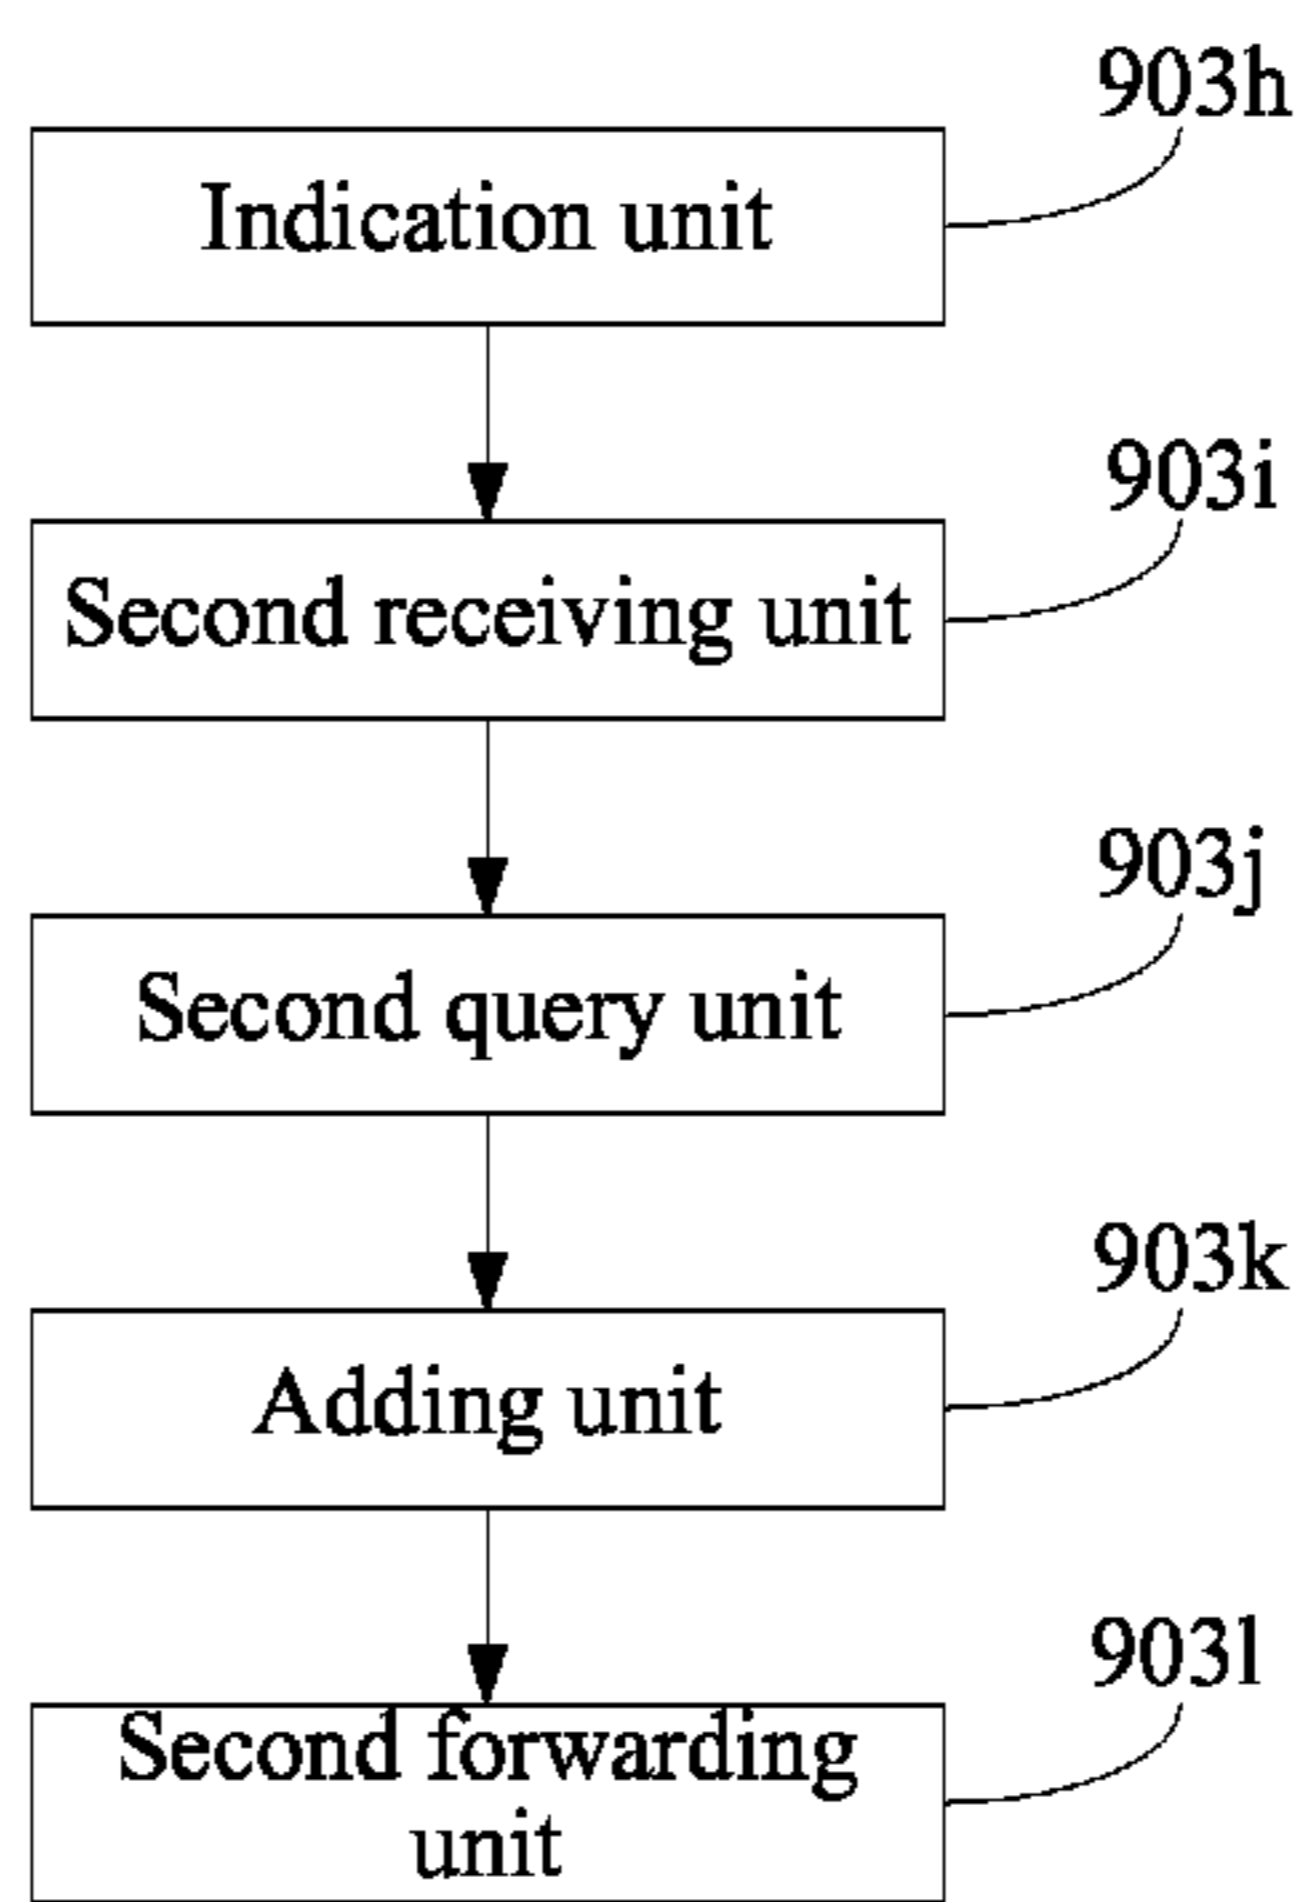 903h
Indication unit
903i
Second receiving unit
903j
Second query unit
903k
Adding unit
903l
Second forwarding
unit